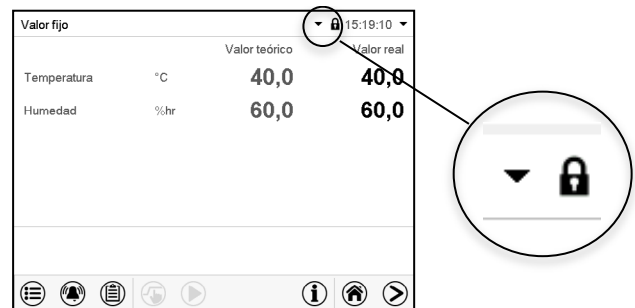 Valor fijo 15:19:10
Valor teórico Valor real
Temperatura °C 40,0 40,0
Humedad %hr 60,0 60,0